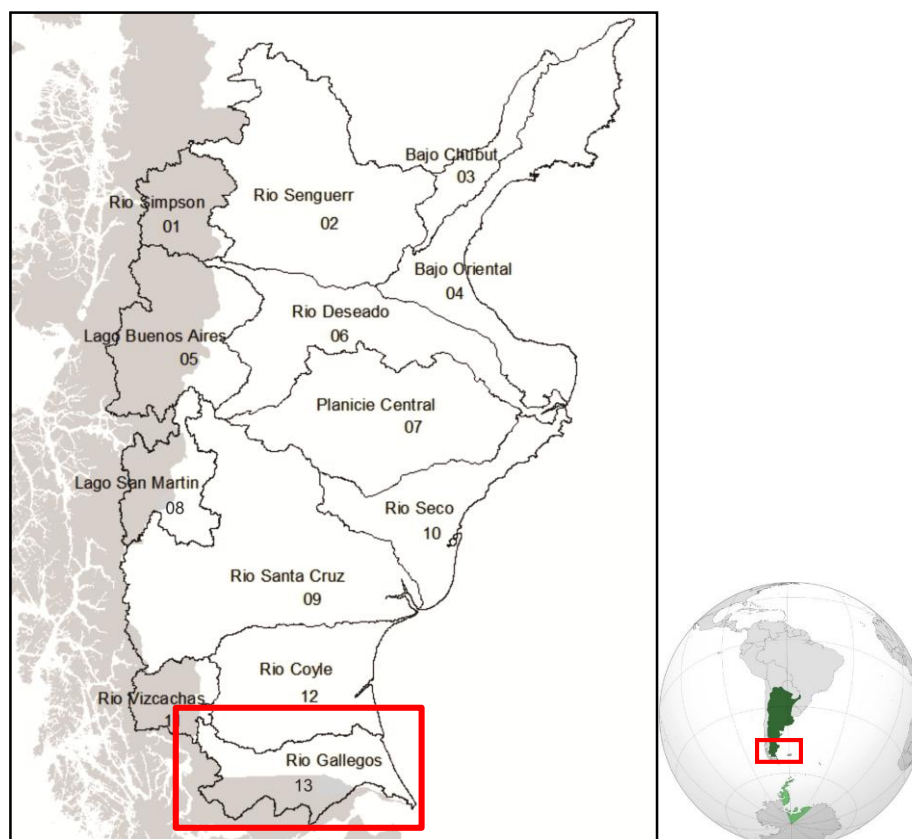 Bajo Chubut
03
Rio Simpson
01
Rio Senguerr
02
Bajo Oriental
04
Rio Deseado
06
Lago Buenos Aires
05
Planicie Central
07
Lago San Martin
08
Rio Seco
10
Rio Santa Cruz
09
Rio Coyle
12
Rio Vizcachas
Rio Gallegos
13